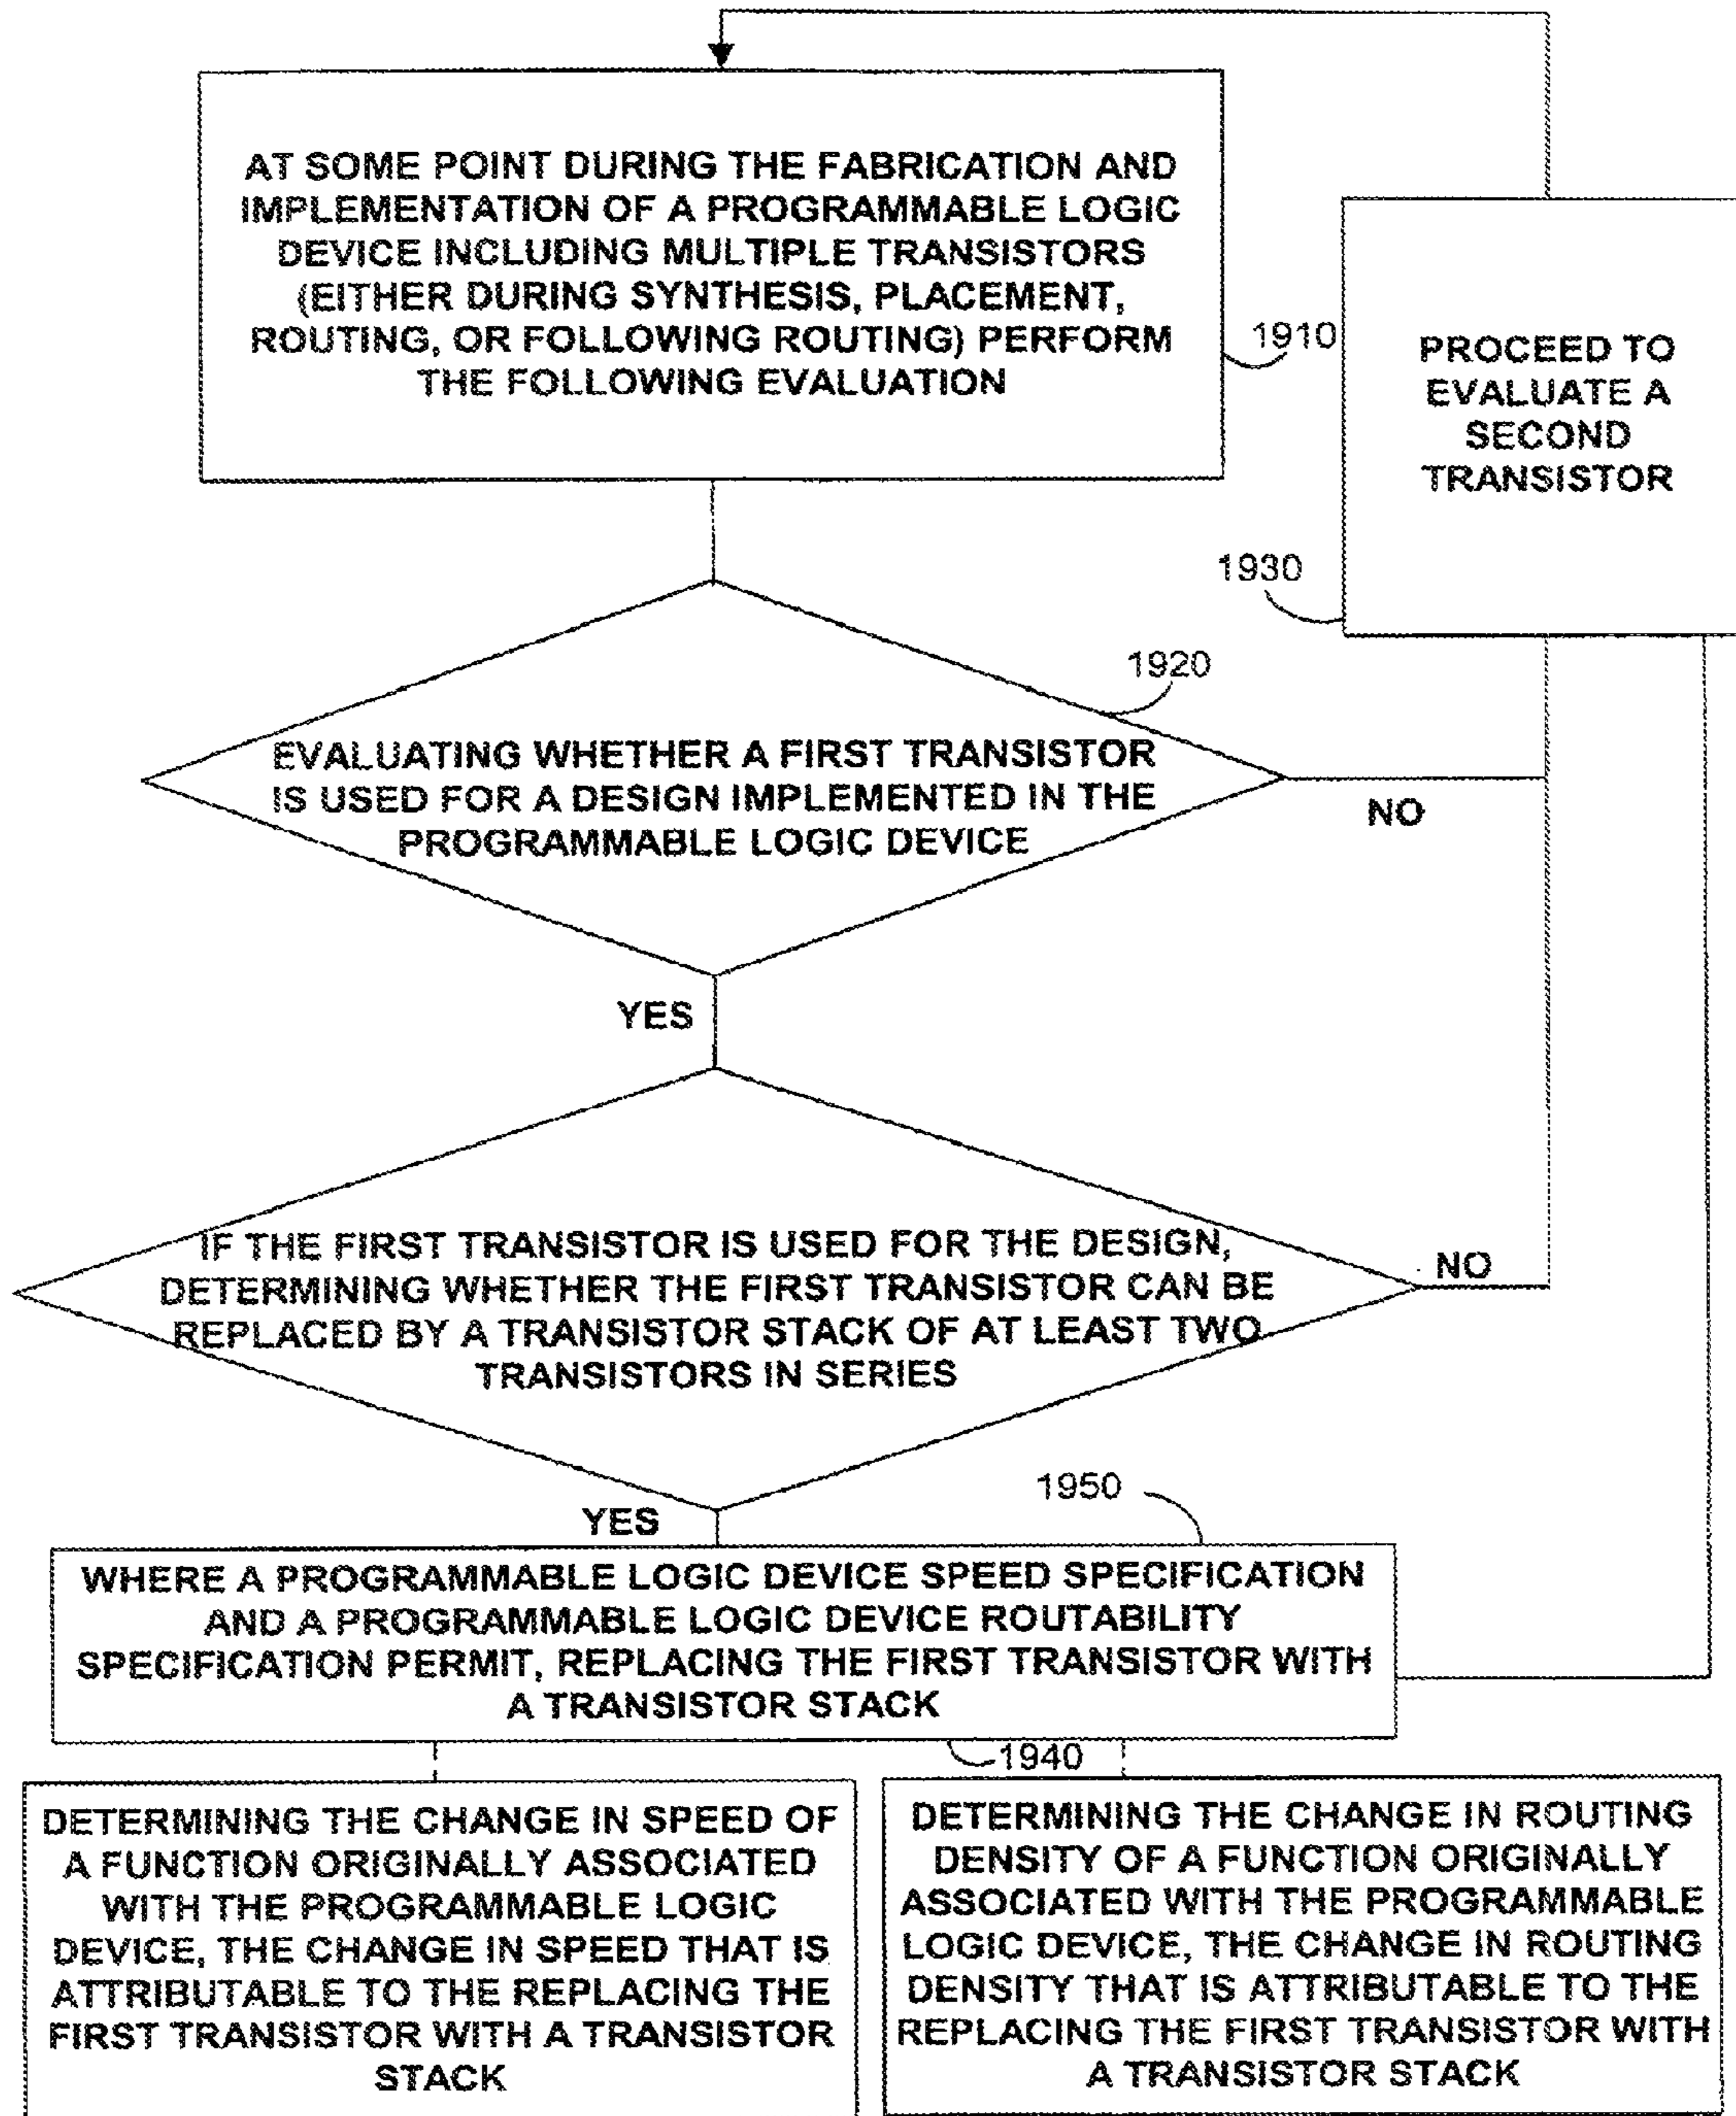 AT SOME POINT DURING THE FABRICATION AND
IMPLEMENTATION OF A PROGRAMMABLE LOGIC
DEVICE INCLUDING MULTIPLE TRANSISTORS
(EITHER DURING SYNTHESIS, PLACEMENT,
ROUTING, OR FOLLOWING ROUTING) PERFORM
THE FOLLOWING EVALUATION
1910
PROCEED TO
EVALUATE A
SECOND
TRANSISTOR
1930
1920
EVALUATING WHETHER A FIRST TRANSISTOR
IS USED FOR A DESIGN IMPLEMENTED IN THE
PROGRAMMABLE LOGIC DEVICE
NO
YES
IF THE FIRST TRANSISTOR IS USED FOR THE DESIGN,
DETERMINING WHETHER THE FIRST TRANSISTOR CAN BE
REPLACED BY A TRANSISTOR STACK OF AT LEAST TWO
TRANSISTORS IN SERIES
NO
YES
1950
WHERE A PROGRAMMABLE LOGIC DEVICE SPEED SPECIFICATION
AND A PROGRAMMABLE LOGIC DEVICE ROUTABILITY
SPECIFICATION PERMIT, REPLACING THE FIRST TRANSISTOR WITH
A TRANSISTOR STACK
1940
DETERMINING THE CHANGE IN SPEED OF
A FUNCTION ORIGINALLY ASSOCIATED
WITH THE PROGRAMMABLE LOGIC
DEVICE, THE CHANGE IN SPEED THAT IS
ATTRIBUTABLE TO THE REPLACING THE
FIRST TRANSISTOR WITH A TRANSISTOR
STACK
DETERMINING THE CHANGE IN ROUTING
DENSITY OF A FUNCTION ORIGINALLY
ASSOCIATED WITH THE PROGRAMMABLE
LOGIC DEVICE, THE CHANGE IN ROUTING
DENSITY THAT IS ATTRIBUTABLE TO THE
REPLACING THE FIRST TRANSISTOR WITH
A TRANSISTOR STACK